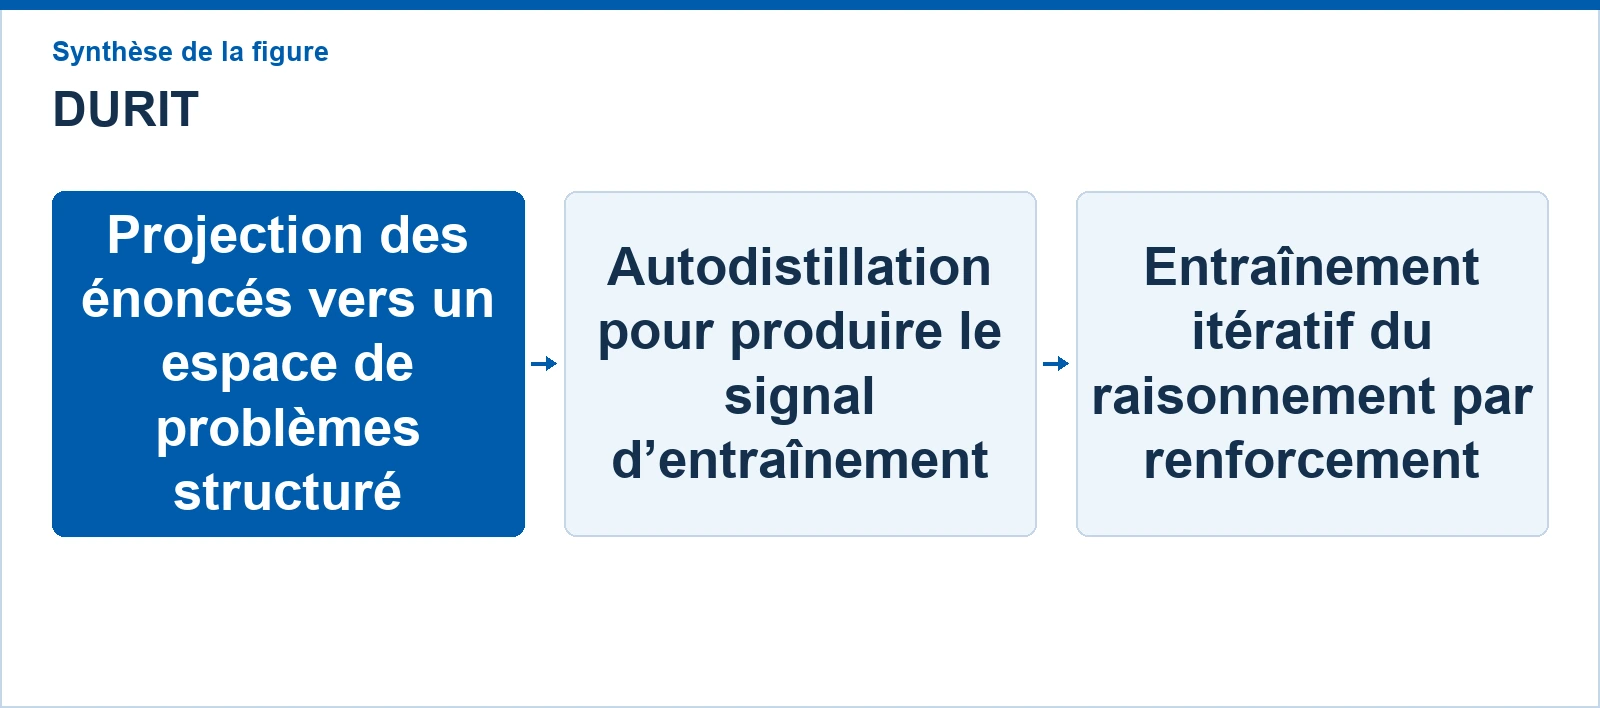 Synthèse de la figure
DURIT
Projection des
énoncés vers un
espace de
problèmes
structuré
Autodistillation
pour produire le
signal
d’entraînement
Entraînement
itératif du
raisonnement par
renforcement